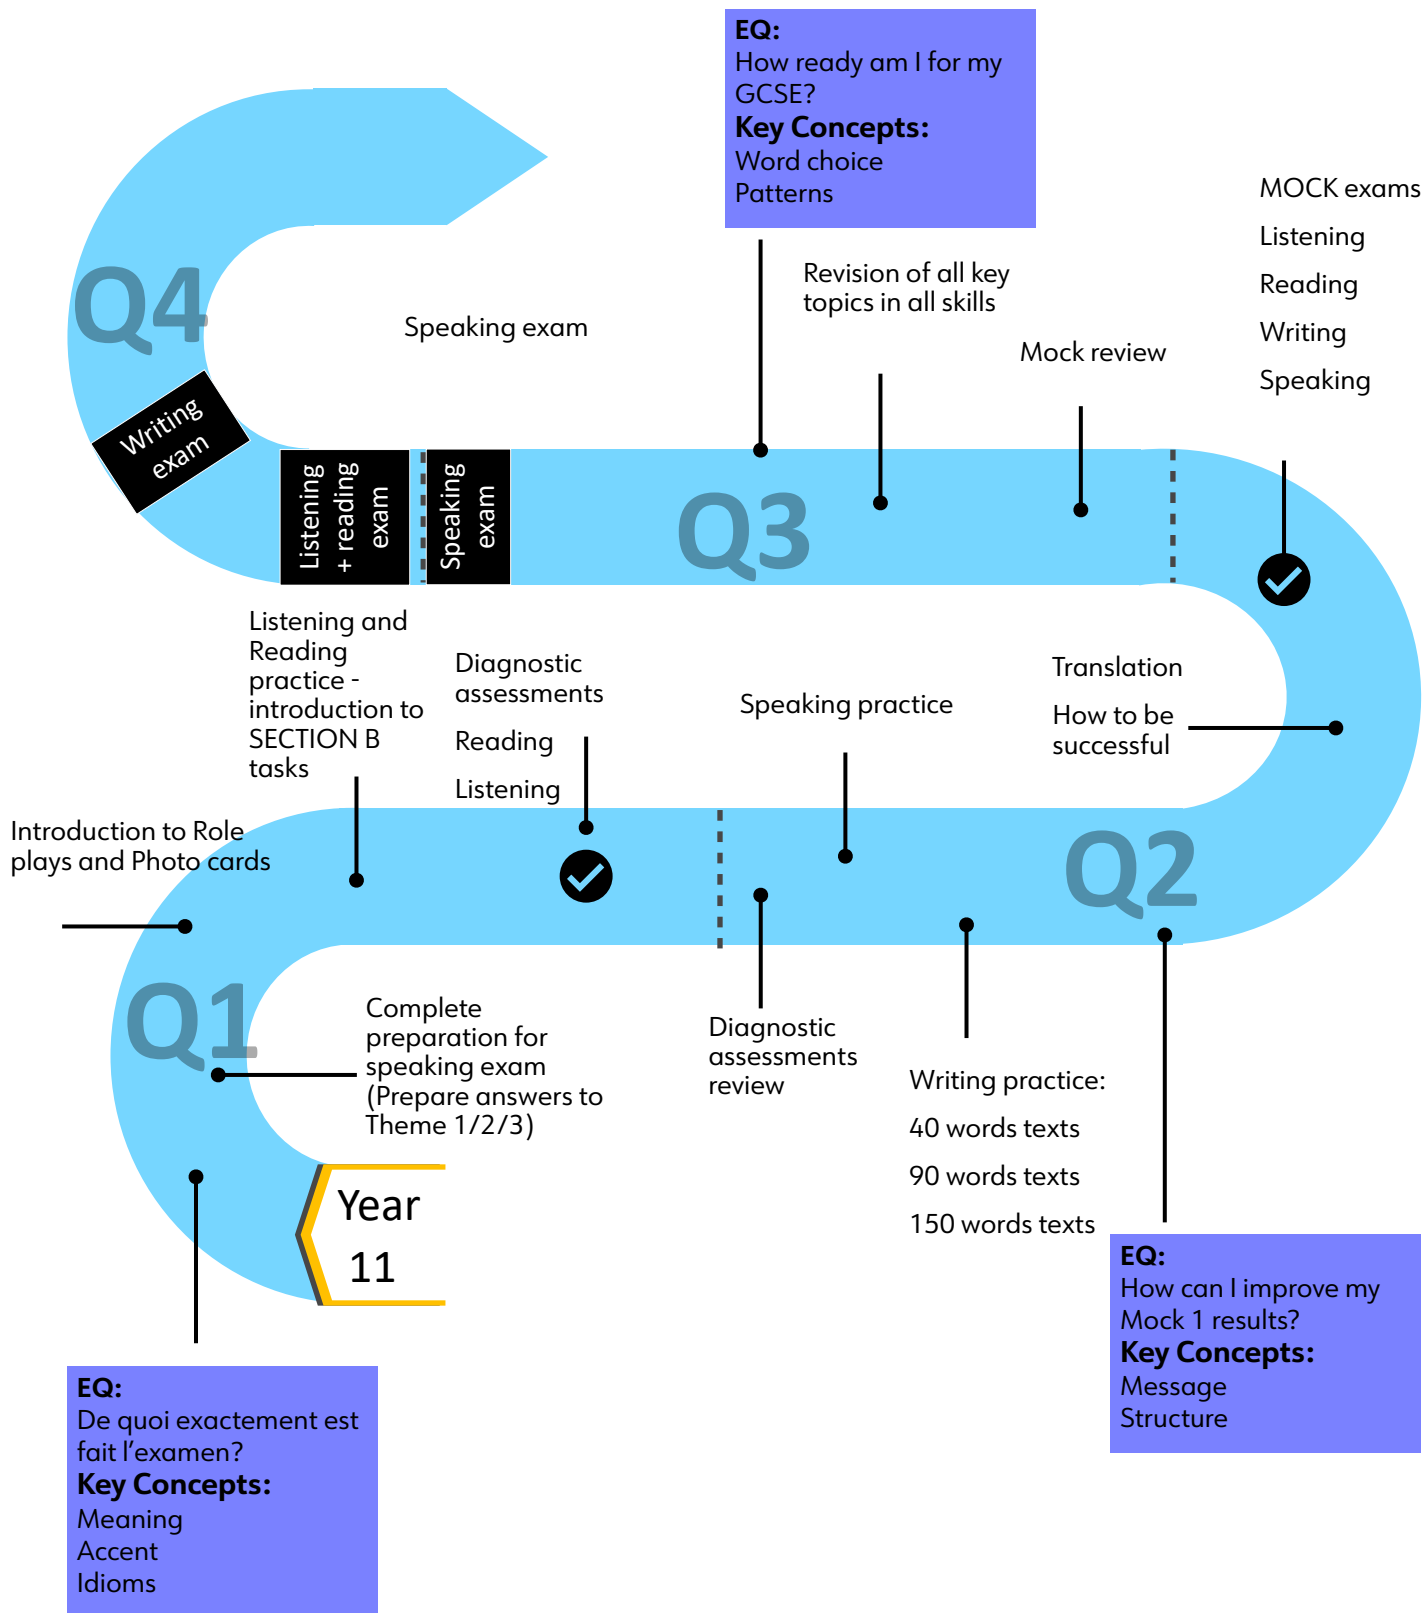 EQ:
How ready am I for my
GCSE?
Key Concepts:
Word choice
Patterns
MOCK exams
Listening
Reading
Writing
Speaking
Revision of all key
topics in all skills
Mock review
Q4
Speaking exam
Writing
exam
Listening
+ reading
exam
Speaking
exam
Q3
Listening and
Reading
practice -
introduction to
SECTION B
tasks
Diagnostic
assessments
Reading
Listening
Speaking practice
Translation
How to be
successful
Introduction to Role
plays and Photo cards
Q2
Q1
Complete
preparation for
speaking exam
(Prepare answers to
Theme 1/2/3)
Diagnostic
assessments
review
Writing practice:
40 words texts
90 words texts
150 words texts
Year
11
EQ:
How can I improve my
Mock 1 results?
Key Concepts:
Message
Structure
EQ:
De quoi exactement est
fait l’examen?
Key Concepts:
Meaning
Accent
Idioms